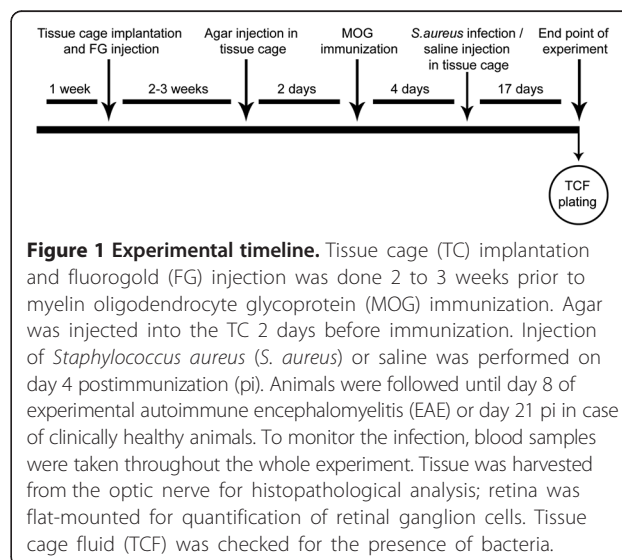 Tissue cage implantation
and FG injection
Agar injection in
tissue cage
MOG
immunization
S.aureus infection /
saline injection
in tissue cage
End point of
experiment
1 week
2-3 weeks
2 days
4 days
17 days
TCF
plating
Figure 1 Experimental timeline. Tissue cage (TC) implantation
and fluorogold (FG) injection was done 2 to 3 weeks prior to
myelin oligodendrocyte glycoprotein (MOG) immunization. Agar
was injected into the TC 2 days before immunization. Injection
of Staphylococcus aureus (S. aureus) or saline was performed on
day 4 postimmunization (pi). Animals were followed until day 8 of
experimental autoimmune encephalomyelitis (EAE) or day 21 pi in case
of clinically healthy animals. To monitor the infection, blood samples
were taken throughout the whole experiment. Tissue was harvested
from the optic nerve for histopathological analysis; retina was
flat-mounted for quantification of retinal ganglion cells. Tissue
cage fluid (TCF) was checked for the presence of bacteria.